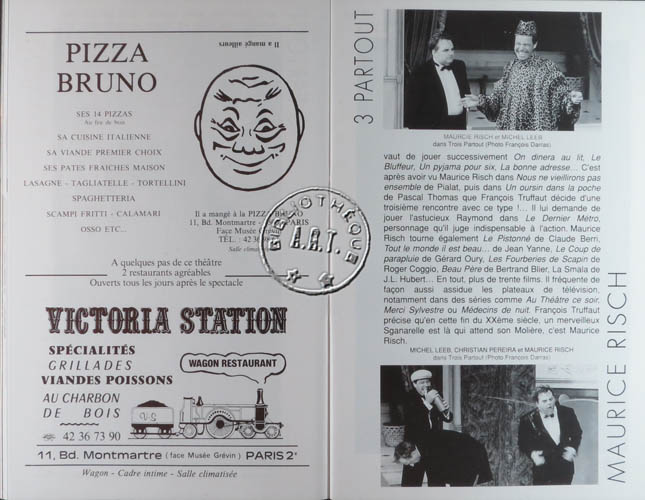 PIZZA
BRUNO
SES 14 PIZZAS
Au feu de bois
SA CUISINE ITALIENNE
SA VIANDE PREMIER CHOIX
SES PATES FRAICHES MAISON
LASAGNE - TAGLIATELLE - TORTELLINI
SPAGHETTERIA
SCAMPI FRITTI - CALAMARI
OSSO ETC...
Il a mangé ailleurs
Il a mangé à la PIZZA BRUNO
11, Bd. Montmartre - PARIS
Face Musée Grévin
TÉL. : 42 36
Salle
A quelques pas de ce théâtre
2 restaurants agréables
Ouverts tous les jours après le spectacle
VICTORIA STATION
SPÉCIALITÉS
GRILLADES
VIANDES POISSONS
AU CHARBON
DE BOIS
42 36 73 90
WAGON RESTAURANT
V-S
11, Bd. Montmartre (face Musée Grévin) PARIS 2e
Wagon - Cadre intime - Salle climatisée
BIBLIOTHÈQUE
A.R.T.
3 PARTOUT
MAURCIE RISCH et MICHEL LEEB
dans Trois Partout (Photo François Darras)
vaut de jouer successivement On dinera au lit, Le
Bluffeur, Un pyjama pour six, La bonne adresse... C'est
après avoir vu Maurice Risch dans Nous ne vieillirons pas
ensemble de Pialat, puis dans Un oursin dans la poche
de Pascal Thomas que François Truffaut décide d'une
troisième rencontre avec ce type !... Il lui demande de
jouer l'astucieux Raymond dans Le Dernier Métro,
personnage qu'il juge indispensable à l'action. Maurice
Risch tourne également Le Pistonné de Claude Berri,
Tout le monde il est beau... de Jean Yanne, Le Coup de
parapluie de Gérard Oury, Les Fourberies de Scapin de
Roger Coggio, Beau Père de Bertrand Blier, La Smala de
J.L. Hubert... En tout, plus de trente films. Il fréquente de
façon aussi assidue les plateaux de télévision,
notamment dans des séries comme Au Théâtre ce soir,
Merci Sylvestre ou Médecins de nuit. François Truffaut
précise qu'en cette fin du XXème siècle, un merveilleux
Sganarelle est là qui attend son Molière, c'est Maurice
Risch.
MICHEL LEEB, CHRISTIAN PEREIRA et MAURICE RISCH
dans Trois Partout (Photo François Darras)
MAURICE RISCH